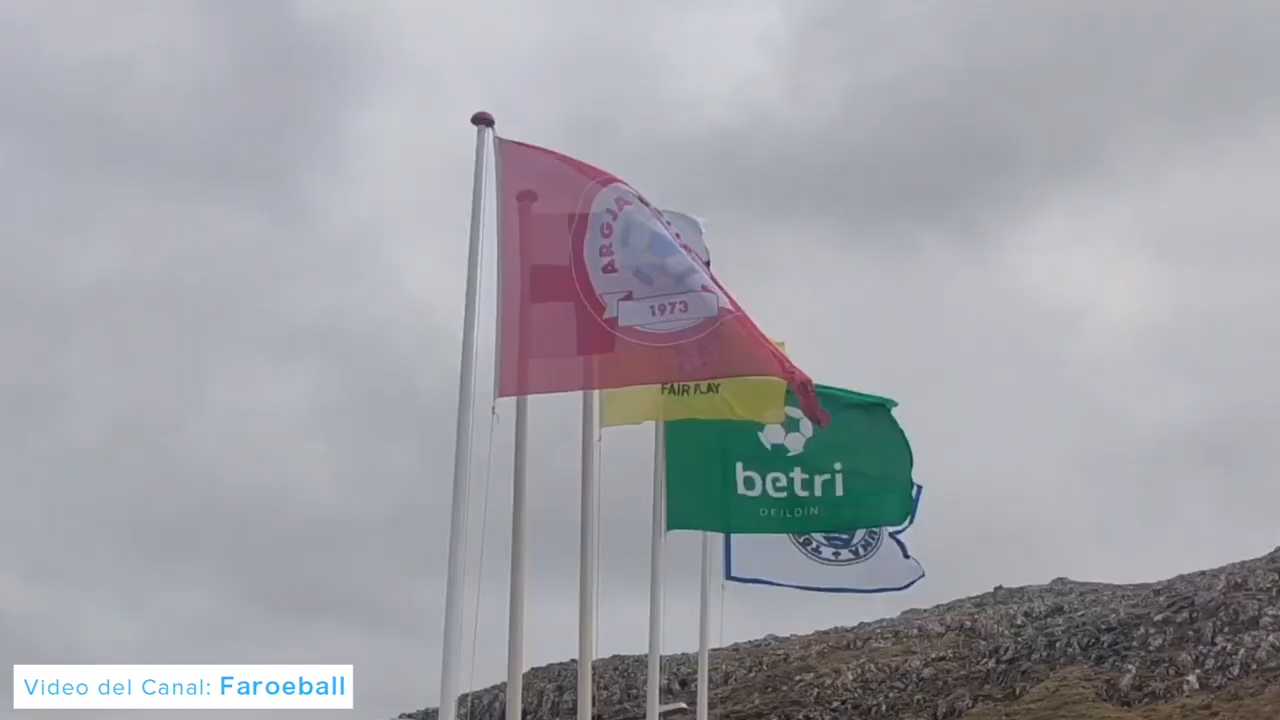 ARGJA
1973
FAIR PLAY
betri
DEILDIN
Video del Canal: Faroeball